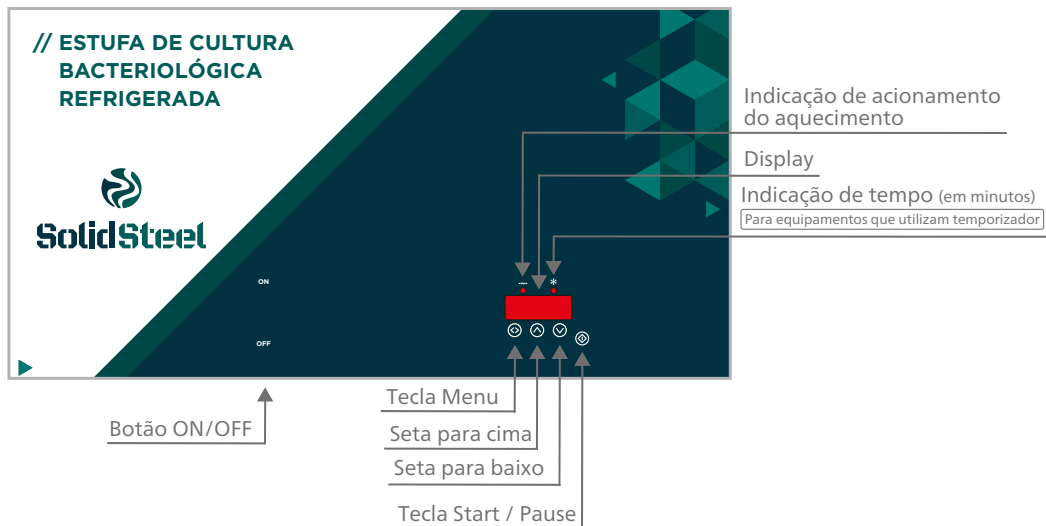 // ESTUFA DE CULTURA
BACTERIOLÓGICA
REFRIGERADA
SolidSteel
ON
OFF
Indicação de acionamento
do aquecimento
Display
Indicação de tempo (em minutos)
Para equipamentos que utilizam temporizador
Botão ON/OFF
Tecla Menu
Seta para cima
Seta para baixo
Tecla Start / Pause